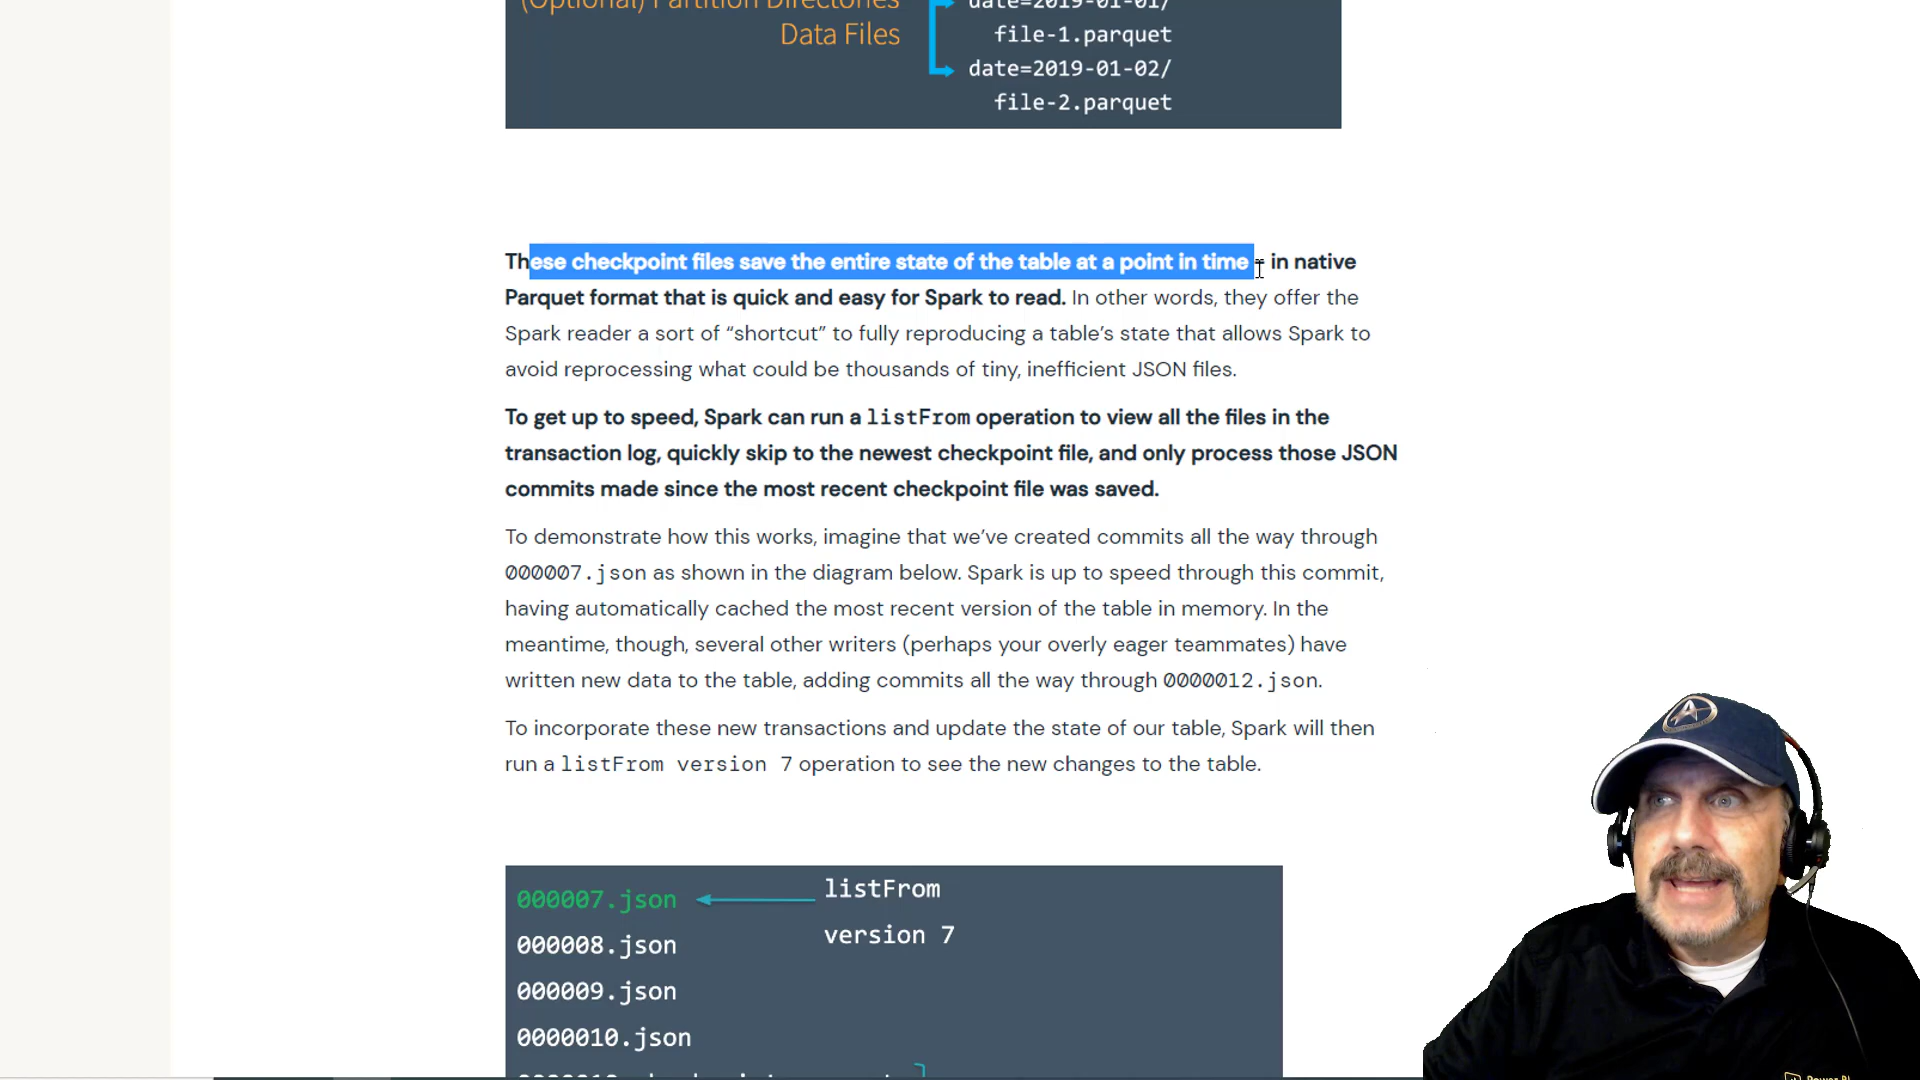 (Optional) Partition Directories
date=2019-01-01/
Data Files
file-1.parquet
date=2019-01-02/
file-2.parquet
These checkpoint files save the entire state of the table at a point in time – in native
Parquet format that is quick and easy for Spark to read. In other words, they offer the
Spark reader a sort of “shortcut” to fully reproducing a table’s state that allows Spark to
avoid reprocessing what could be thousands of tiny, inefficient JSON files.
To get up to speed, Spark can run a listFrom operation to view all the files in the
transaction log, quickly skip to the newest checkpoint file, and only process those JSON
commits made since the most recent checkpoint file was saved.
To demonstrate how this works, imagine that we’ve created commits all the way through
000007.json as shown in the diagram below. Spark is up to speed through this commit,
having automatically cached the most recent version of the table in memory. In the
meantime, though, several other writers (perhaps your overly eager teammates) have
written new data to the table, adding commits all the way through 0000012.json.
To incorporate these new transactions and update the state of our table, Spark will then
run a listFrom version 7 operation to see the new changes to the table.
000007.json
listFrom
version 7
000008.json
000009.json
0000010.json